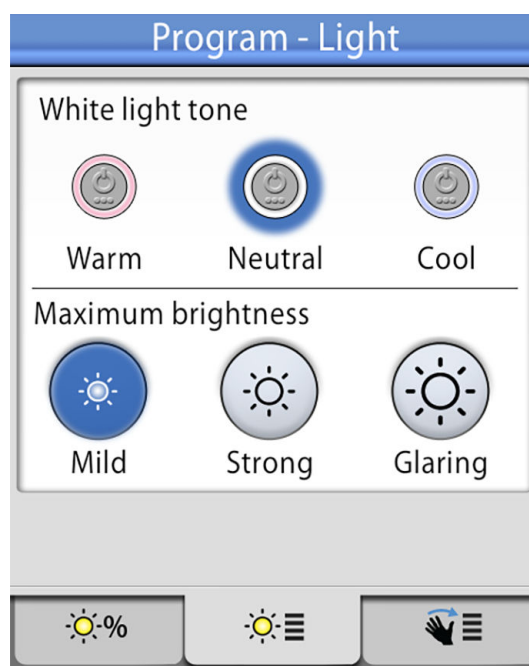 Program - Light
White light tone
Warm Neutral Cool
Maximum brightness
Mild Strong Glaring
%